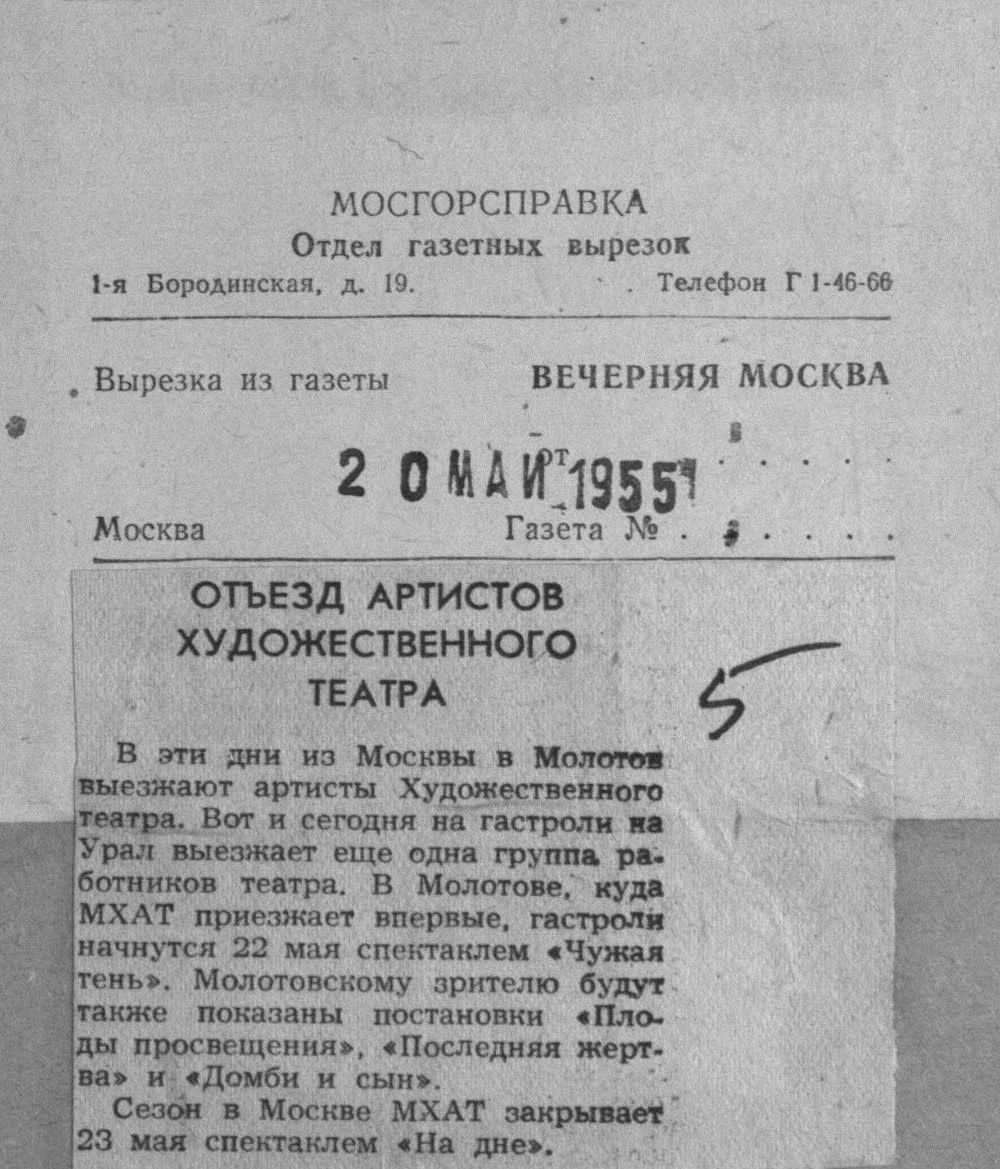 МОСГОРСПРАВКА
Отдел газетных вырезок
1-я Бородинская, д. 19. Телефон Г 1-46-66
Вырезка из газеты ВЕЧЕРНЯЯ МОСКВА
от
20 МАЙ 1955
Москва Газета № . . . . .
ОТЪЕЗД АРТИСТОВ
ХУДОЖЕСТВЕННОГО
ТЕАТРА
5
В эти дни из Москвы в Молотов
выезжают артисты Художественного
театра. Вот и сегодня на гастроли на
Урал выезжает еще одна группа ра-
ботников театра. В Молотове, куда
МХАТ приезжает впервые, гастроли
начнутся 22 мая спектаклем «Чужая
тень». Молотовскому зрителю будут
также показаны постановки «Пло-
ды просвещения», «Последняя жерт-
ва» и «Домби и сын».
Сезон в Москве МХАТ закрывает
23 мая спектаклем «На дне».